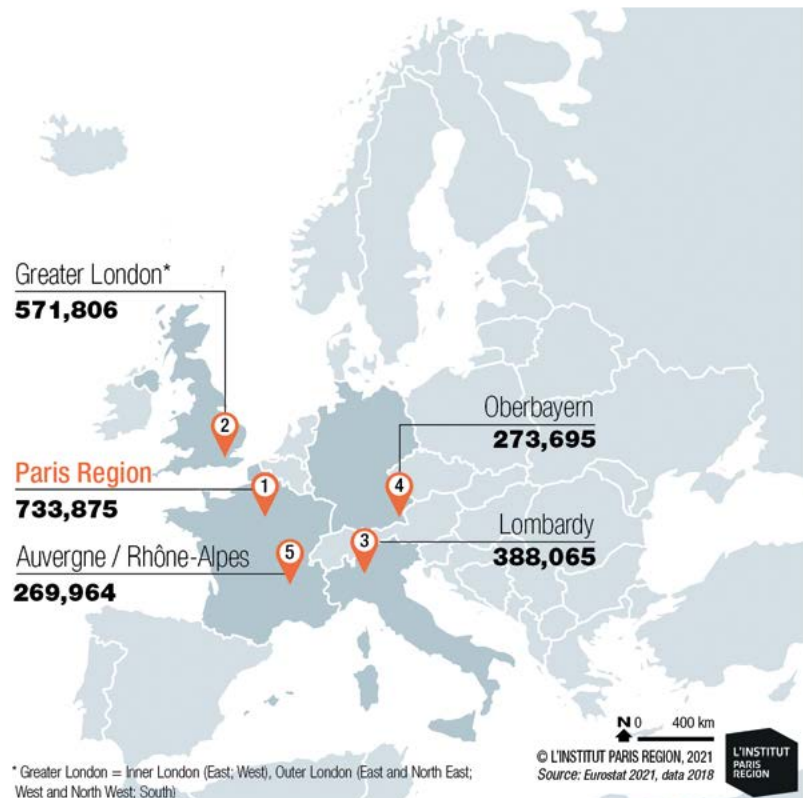 Greater London*
571,806
2
Oberbayern
273,695
Paris Region
733,875
1
4
Lombardy
388,065
3
Auvergne / Rhône-Alpes
269,964
5
N 0 400 km
© L'INSTITUT PARIS REGION, 2021
Source: Eurostat 2021, data 2018
L'INSTITUT
PARIS
REGION
* Greater London = Inner London (East; West), Outer London (East and North East;
West and North West; South)